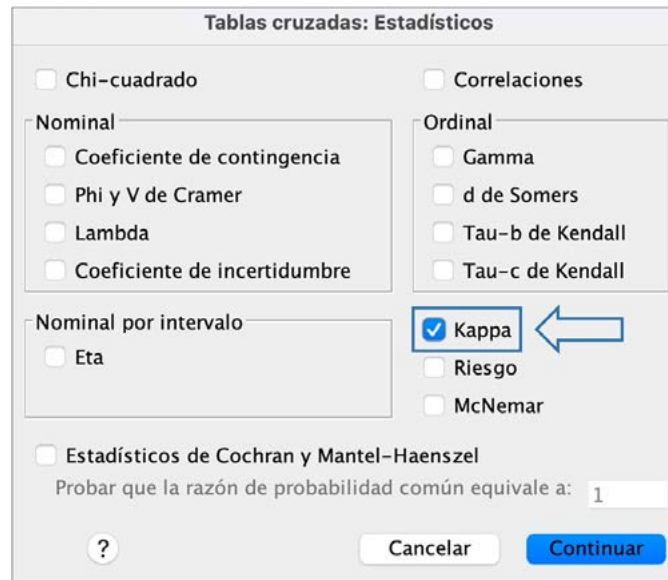 Tablas cruzadas: Estadísticos
Chi-cuadrado
Correlaciones
Nominal
Coeficiente de contingencia
Phi y V de Cramer
Lambda
Coeficiente de incertidumbre
Ordinal
Gamma
d de Somers
Tau-b de Kendall
Tau-c de Kendall
Nominal por intervalo
Eta
Kappa
Riesgo
McNemar
Estadísticos de Cochran y Mantel-Haenszel
Probar que la razón de probabilidad común equivale a: 1
?
Cancelar
Continuar